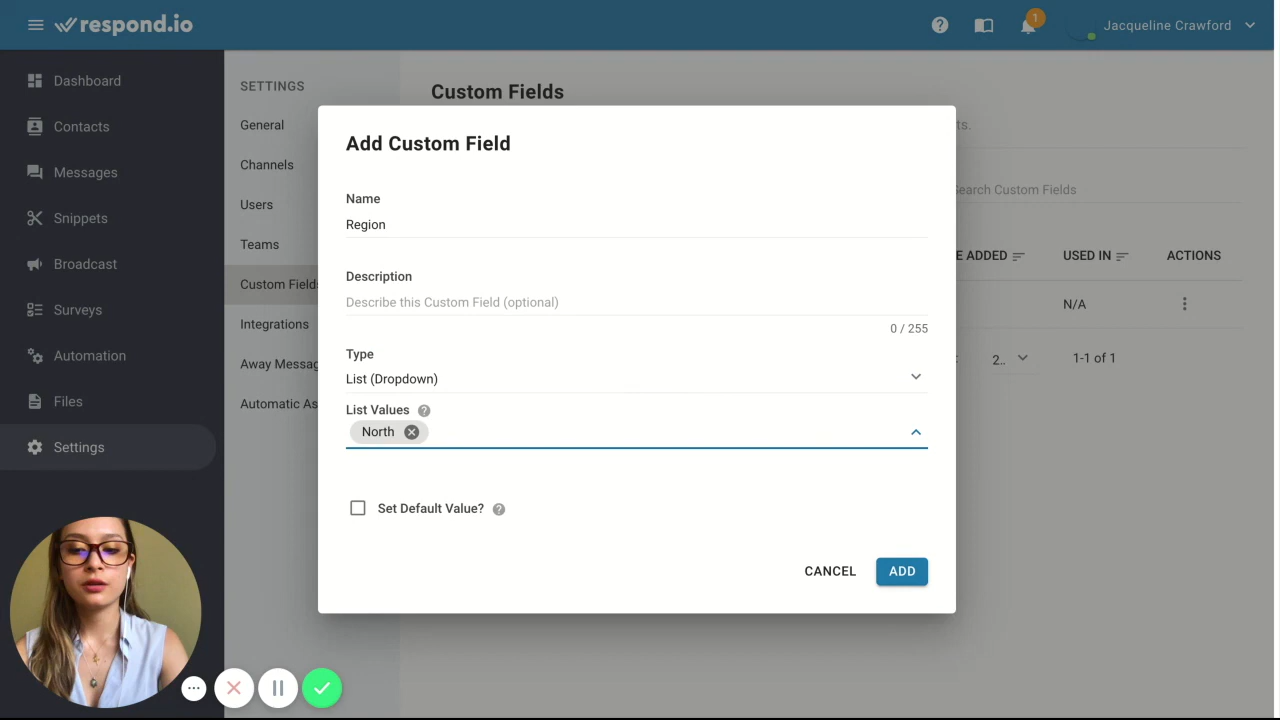 respond.io
1
Jacqueline Crawford
Dashboard
Contacts
Messages
Snippets
Broadcast
Surveys
Automation
Files
Settings
SETTINGS
General
Channels
Users
Teams
Custom Fields
Integrations
Away Messag
Automatic As
Custom Fields
ts.
Search Custom Fields
E ADDED
USED IN
ACTIONS
N/A
2..
1-1 of 1
Add Custom Field
Name
Region
Description
Describe this Custom Field (optional)
0 / 255
Type
List (Dropdown)
List Values
North
Set Default Value?
CANCEL
ADD